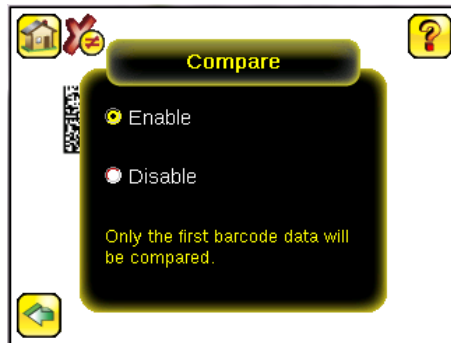 Compare
Enable
Disable
Only the first barcode data will
be compared.